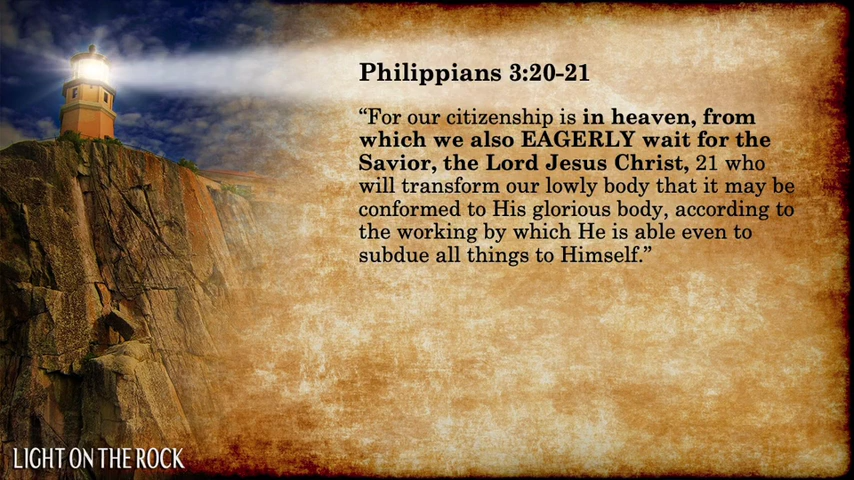 Philippians 3:20-21
“For our citizenship is in heaven, from
which we also EAGERLY wait for the
Savior, the Lord Jesus Christ, 21 who
will transform our lowly body that it may be
conformed to His glorious body, according to
the working by which He is able even to
subdue all things to Himself.”
LIGHT ON THE ROCK